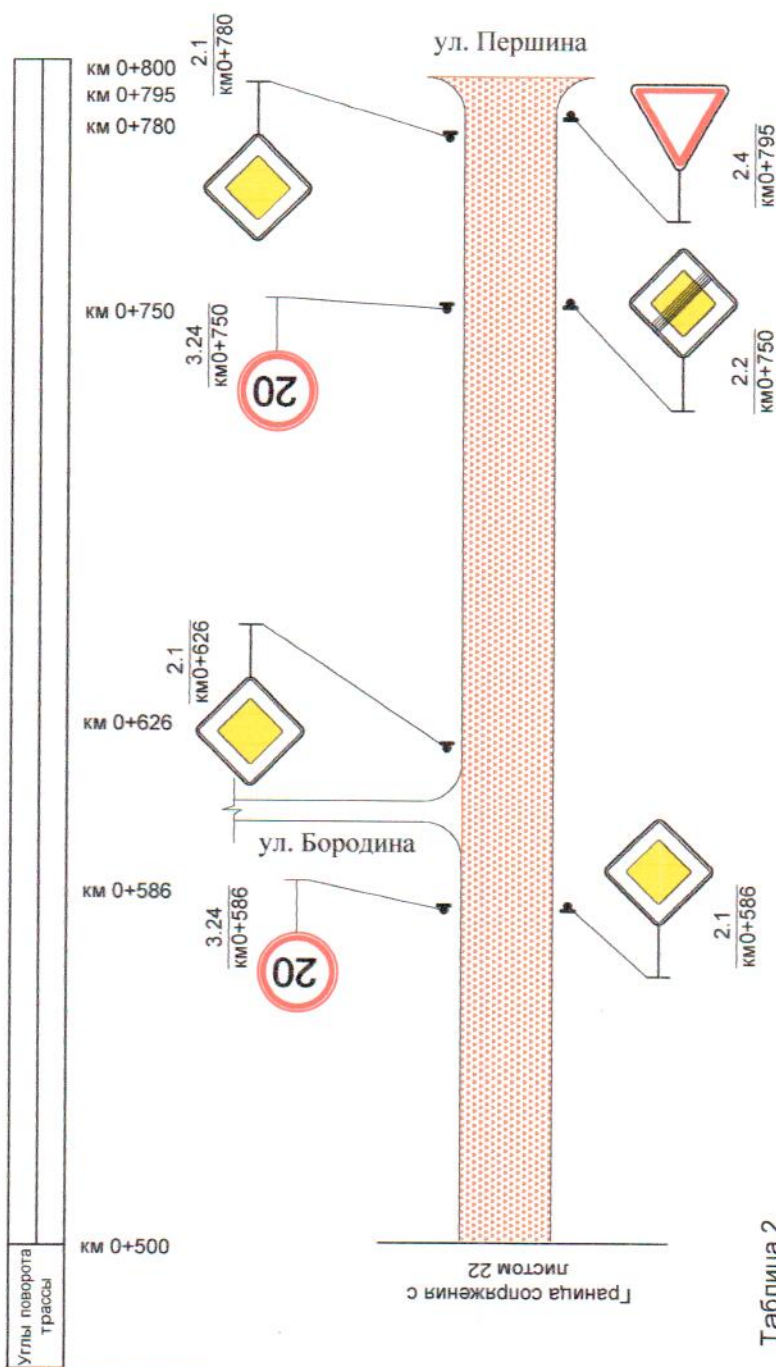 ул. Першина
км 0+800
км 0+795
км 0+780
2.1
км0+780
2.4
км0+795
км 0+750
3.24
км0+750
20
2.2
км0+750
2.1
км0+626
км 0+626
ул. Бородина
км 0+586
3.24
км0+586
20
2.1
км0+586
км 0+500
Углы поворота
трассы
Граница сопряжения с
листом 22
Таблица 2